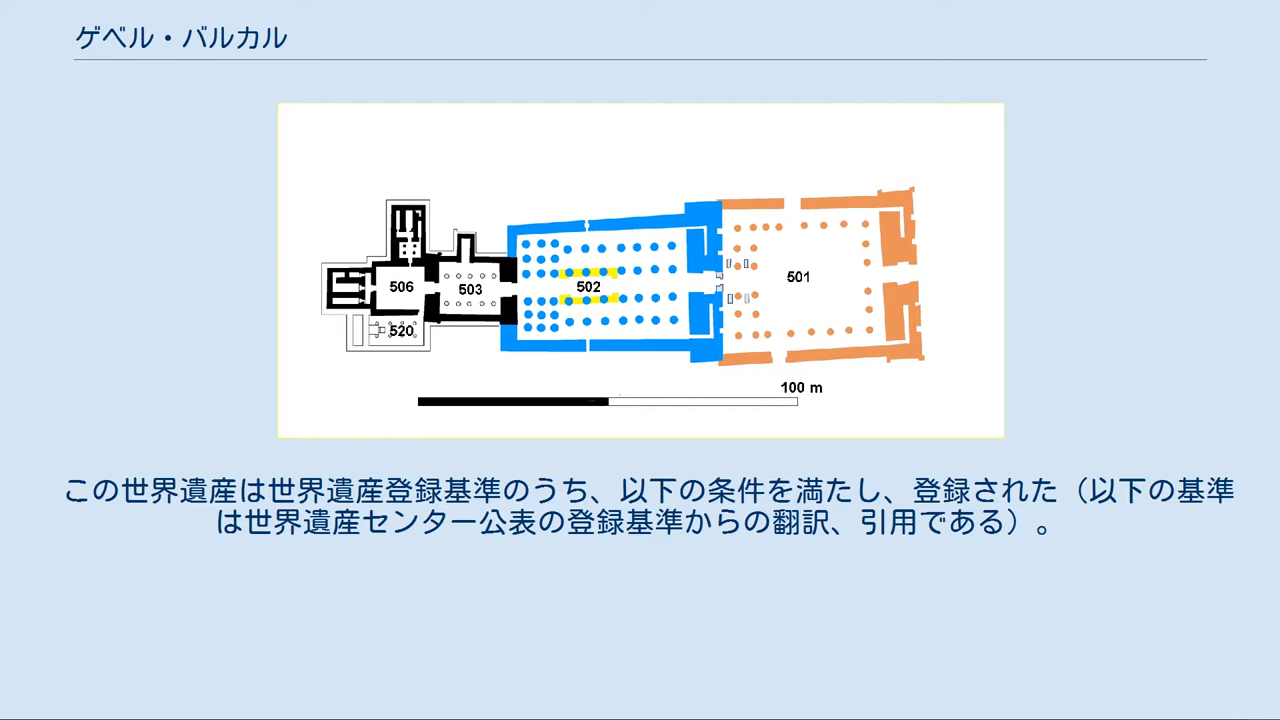 ゲベル・バルカル
506
503
502
501
520
100 m
この世界遺産は世界遺産登録基準のうち、以下の条件を満たし、登録された（以下の基準
は世界遺産センター公表の登録基準からの翻訳、引用である）。